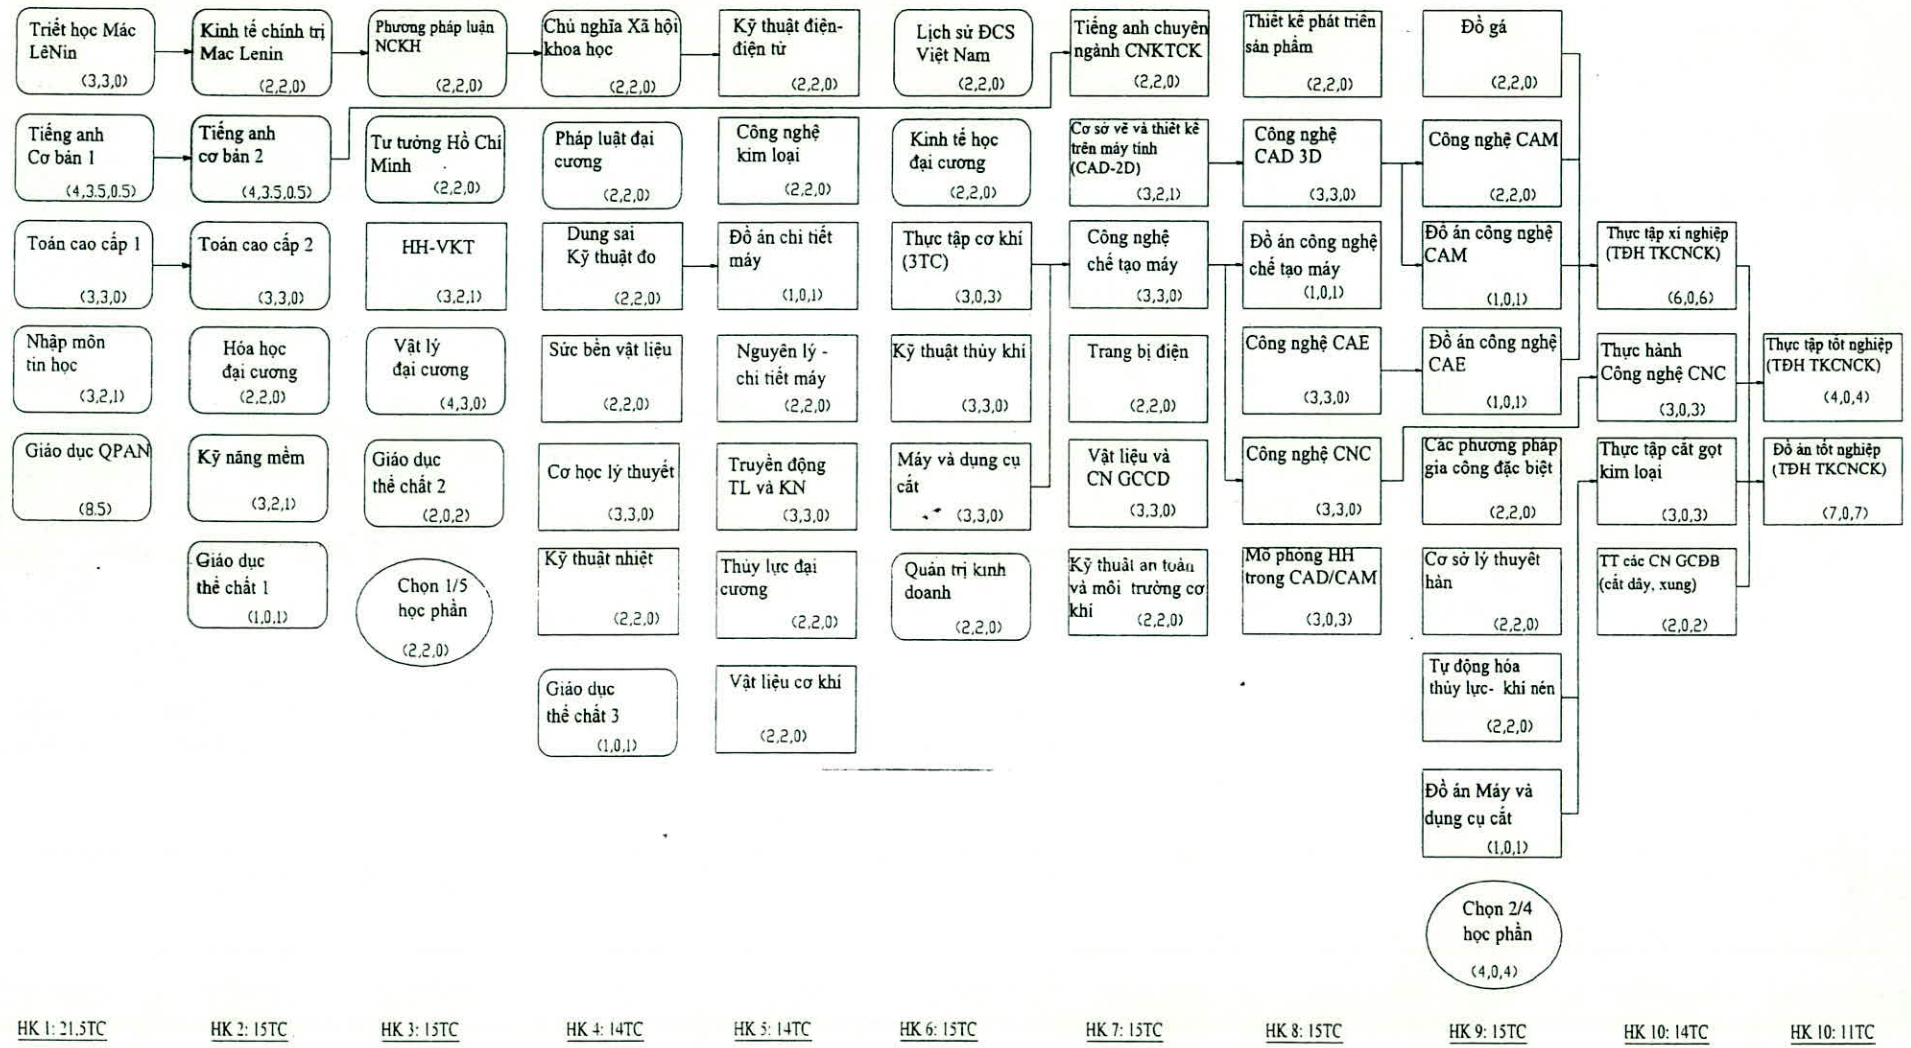 Triết học Mác
LêNin
(3,3,0)
Tiếng anh
Cơ bản 1
(4,3.5,0.5)
Toán cao cấp 1
(3,3,0)
Nhập môn
tin học
(3,2,1)
Giáo dục QPAN
(8.5)
Kinh tế chính trị
Mac Lenin
(2,2,0)
Tiếng anh
cơ bản 2
(4,3.5,0.5)
Toán cao cấp 2
(3,3,0)
Hóa học
đại cương
(2,2,0)
Kỹ năng mềm
(3,2,1)
Giáo dục
thể chất 1
(1,0,1)
Phương pháp luận
NCKH
(2,2,0)
Tư tưởng Hồ Chí
Minh
(2,2,0)
HH-VKT
(3,2,1)
Vật lý
đại cương
(4,3,0)
Giáo dục
thể chất 2
(2,0,2)
Chọn 1/5
học phần
(2,2,0)
Chủ nghĩa Xã hội
khoa học
(2,2,0)
Pháp luật đại
cương
(2,2,0)
Dung sai
Kỹ thuật đo
(2,2,0)
Sức bền vật liệu
(2,2,0)
Cơ học lý thuyết
(3,3,0)
Kỹ thuật nhiệt
(2,2,0)
Giáo dục
thể chất 3
(1,0,1)
Kỹ thuật điện-
điện tử
(2,2,0)
Công nghệ
kim loại
(2,2,0)
Đồ án chi tiết
máy
(1,0,1)
Nguyên lý -
chi tiết máy
(2,2,0)
Truyền động
TL và KN
(3,3,0)
Thủy lực đại
cương
(2,2,0)
Vật liệu cơ khí
(2,2,0)
Lịch sử ĐCS
Việt Nam
(2,2,0)
Kinh tế học
đại cương
(2,2,0)
Thực tập cơ khí
(3TC)
(3,0,3)
Kỹ thuật thủy khí
(3,3,0)
Máy và dụng cụ
cắt
(3,3,0)
Quản trị kinh
doanh
(2,2,0)
Tiếng anh chuyên
ngành CNKTCK
(2,2,0)
Cơ sở vẽ và thiết kế
trên máy tính
(CAD-2D)
(3,2,1)
Công nghệ
chế tạo máy
(3,3,0)
Trang bị điện
(2,2,0)
Vật liệu và
CN GCCD
(3,3,0)
Kỹ thuật an toàn
và môi trường cơ
khí
(2,2,0)
Thiết kế phát triển
sản phẩm
(2,2,0)
Công nghệ
CAD 3D
(3,3,0)
Đồ án công nghệ
chế tạo máy
(1,0,1)
Công nghệ CAE
(3,3,0)
Công nghệ CNC
(3,3,0)
Mô phỏng HH
trong CAD/CAM
(3,0,3)
Đồ gá
(2,2,0)
Công nghệ CAM
(2,2,0)
Đồ án công nghệ
CAM
(1,0,1)
Đồ án công nghệ
CAE
(1,0,1)
Các phương pháp
gia công đặc biệt
(2,2,0)
Cơ sở lý thuyết
hàn
(2,2,0)
Tự động hóa
thủy lực- khí nén
(2,2,0)
Đồ án Máy và
dụng cụ cắt
(1,0,1)
Chọn 2/4
học phần
(4,0,4)
Thực tập xí nghiệp
(TĐH TKCNCK)
(6,0,6)
Thực hành
Công nghệ CNC
(3,0,3)
Thực tập cắt gọt
kim loại
(3,0,3)
TT các CN GCĐB
(cắt dây, xung)
(2,0,2)
Thực tập tốt nghiệp
(TĐH TKCNCK)
(4,0,4)
Đồ án tốt nghiệp
(TĐH TKCNCK)
(7,0,7)
HK 1: 21,5TC
HK 2: 15TC
HK 3: 15TC
HK 4: 14TC
HK 5: 14TC
HK 6: 15TC
HK 7: 15TC
HK 8: 15TC
HK 9: 15TC
HK 10: 14TC
HK 10: 11TC